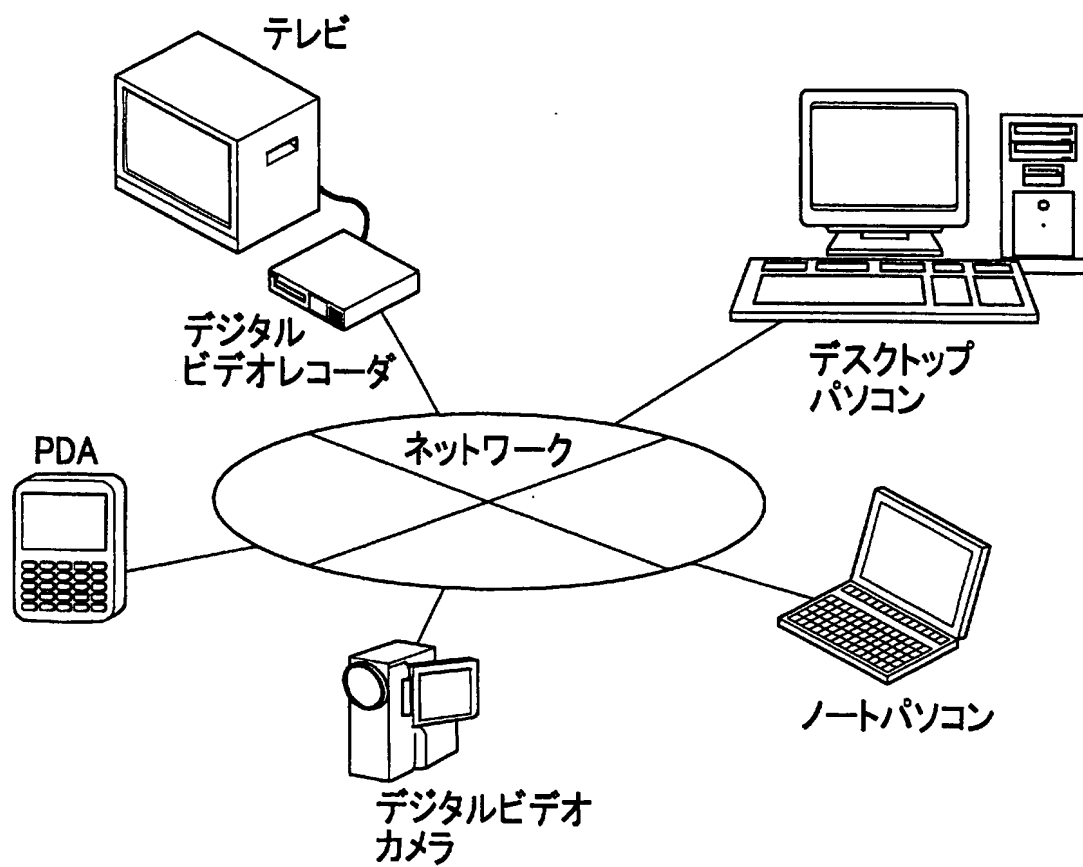 テレビ
デジタル
ビデオレコーダ
デスクトップ
パソコン
ネットワーク
PDA
ノートパソコン
デジタルビデオ
カメラ